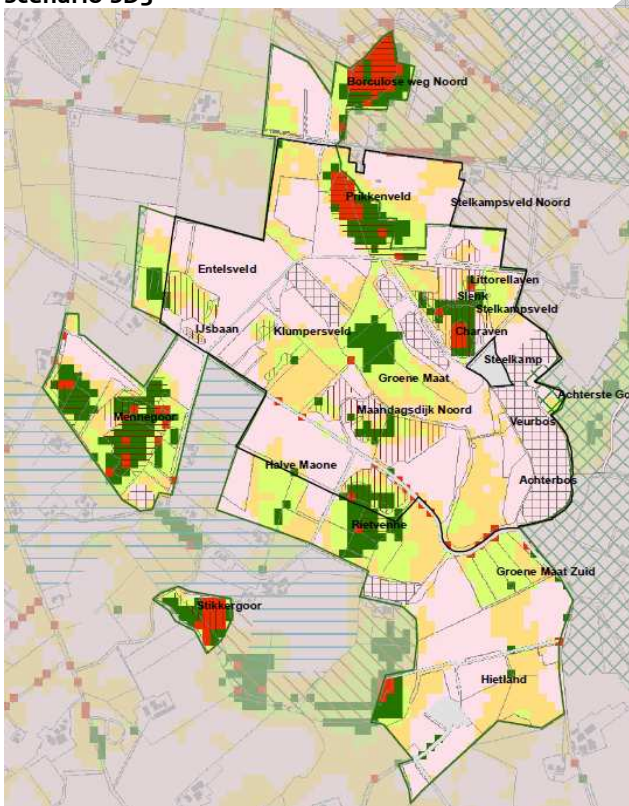 Scenario SD3
Borculose weg Noord
Prikkenveld
Stelkampsveld Noord
Entelsveld
Littorellaven
Slenk
Stelkampsveld
IJsbaan
Klumpersveld
Charaven
Steelkamp
Groene Maat
Achterste Go
Maandagsdijk Noord
Mennegoor
Veurbos
Halve Maone
Achterbos
Rietvenne
Groene Maat Zuid
Stikkergoor
Hietland